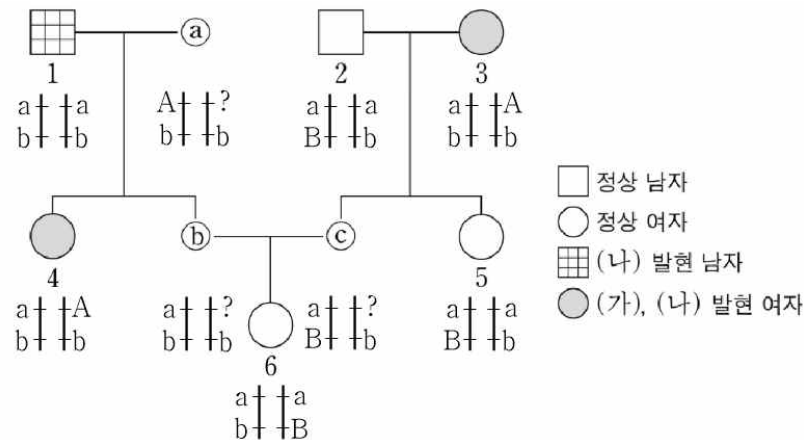 ⓐ
1 2 3
a a A ? a a a A
b b b b B b b b
ⓑ ⓒ
4 5
a A a ? a ? a a
b b b b B b B b
6
a a
b B
정상 남자
정상 여자
(나) 발현 남자
(가), (나) 발현 여자